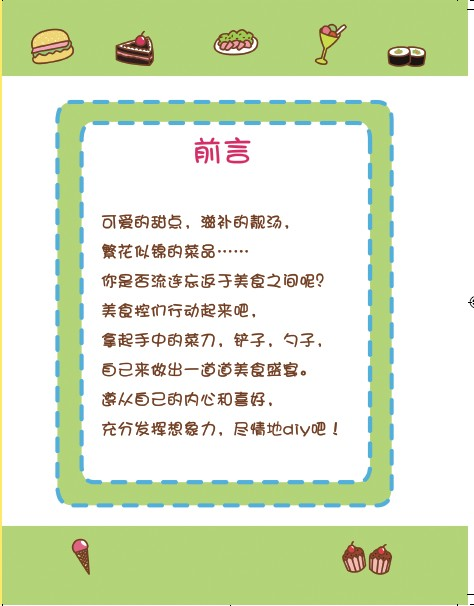 前言
可爱的甜点，滋补的靓汤，
繁花似锦的菜品……
你是否流连忘返于美食之间呢？
美食控们行动起来吧，
拿起手中的菜刀，铲子，勺子，
自己来做出一道道美食盛宴。
遵从自己的内心和喜好，
充分发挥想象力，尽情地diy吧！